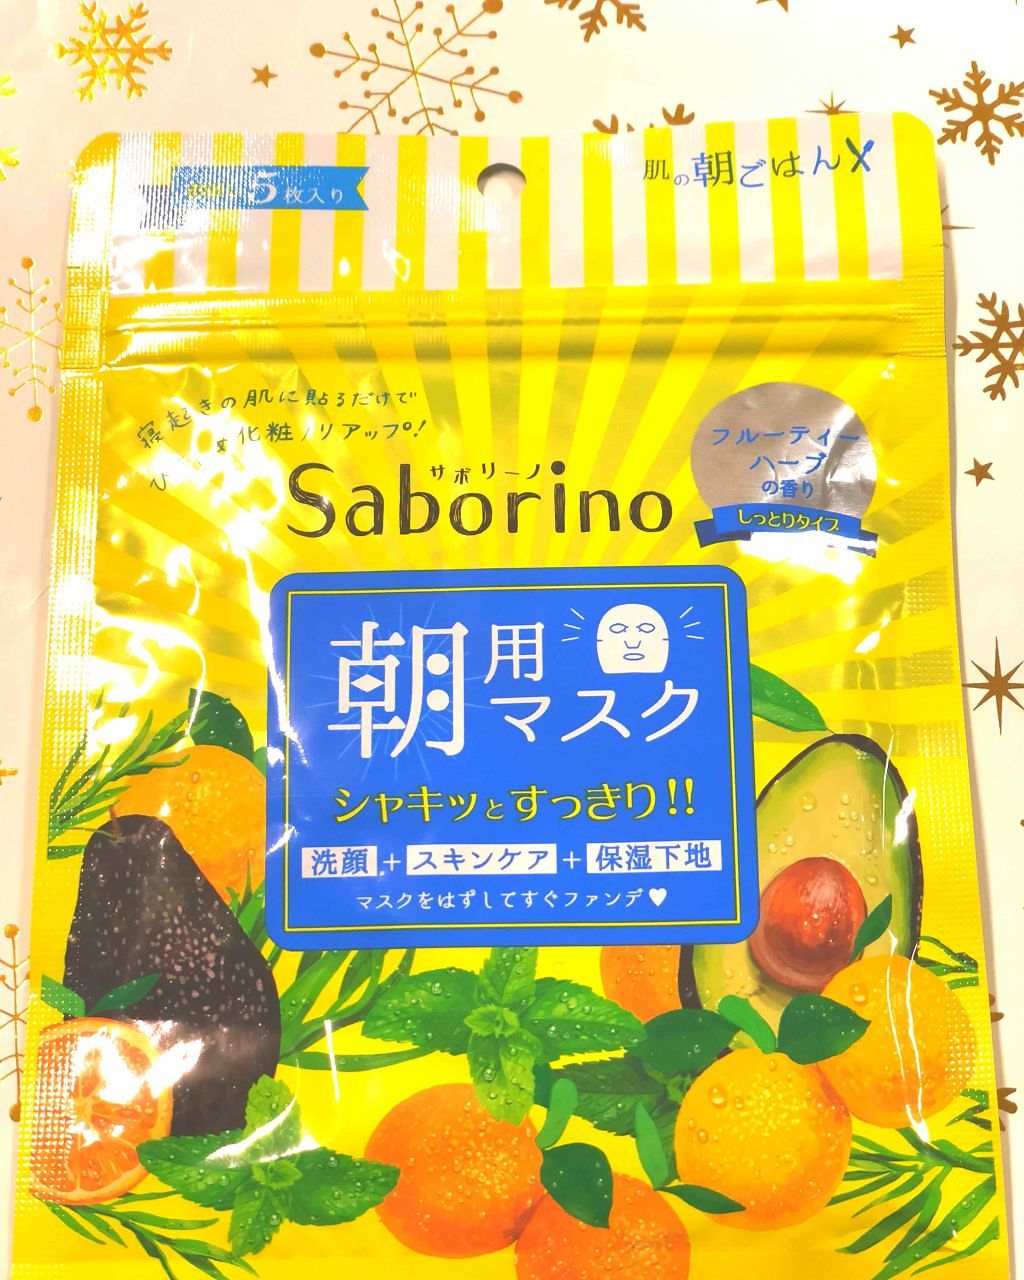 5枚入り
肌の朝ごはん
寝起きの肌に貼るだけで
化粧ノリアップ!
サボリーノ
Saborino
フルーティー
ハーブ
の香り
しっとりタイプ
朝用マスク
シャキッとすっきり!!
洗顔+スキンケア+保湿下地
マスクをはずしてすぐファンデ♥